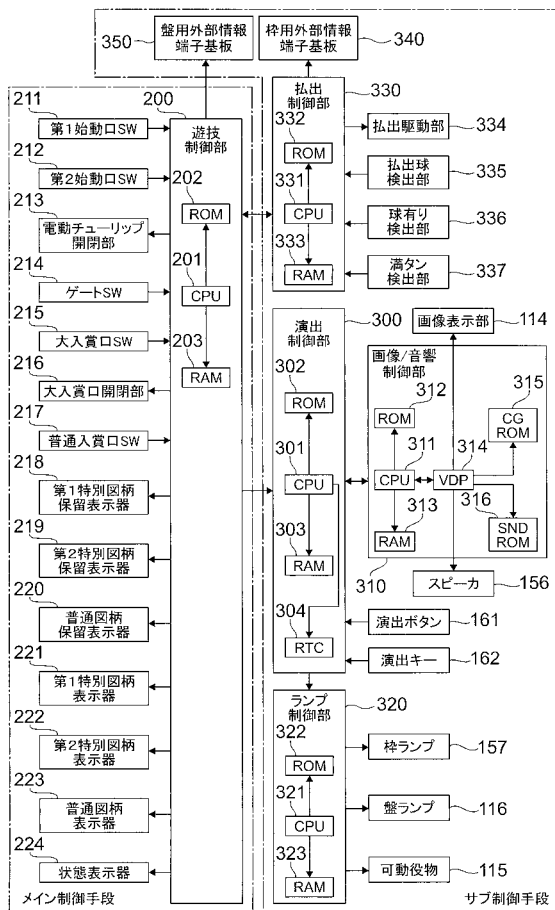 350
盤用外部情報
端子基板
枠用外部情報
端子基板
340
211
第1始動口SW
212
第2始動口SW
213
電動チューリップ
開閉部
214
ゲートSW
215
大入賞口SW
216
大入賞口開閉部
217
普通入賞口SW
218
第1特別図柄
保留表示器
219
第2特別図柄
保留表示器
220
普通図柄
保留表示器
221
第1特別図柄
表示器
222
第2特別図柄
表示器
223
普通図柄
表示器
224
状態表示器
メイン制御手段
200
遊技
制御部
202
ROM
201
CPU
203
RAM
払出
制御部
330
332
ROM
331
CPU
333
RAM
払出駆動部
334
払出球
検出部
335
球有り
検出部
336
満タン
検出部
337
演出
制御部
300
302
ROM
301
CPU
303
RAM
304
RTC
画像表示部
114
画像/音響
制御部
312
ROM
311
CPU
313
RAM
314
VDP
315
CG
ROM
316
SND
ROM
310
スピーカ
156
演出ボタン
161
演出キー
162
ランプ
制御部
320
322
ROM
321
CPU
323
RAM
枠ランプ
157
盤ランプ
116
可動役物
115
サブ制御手段